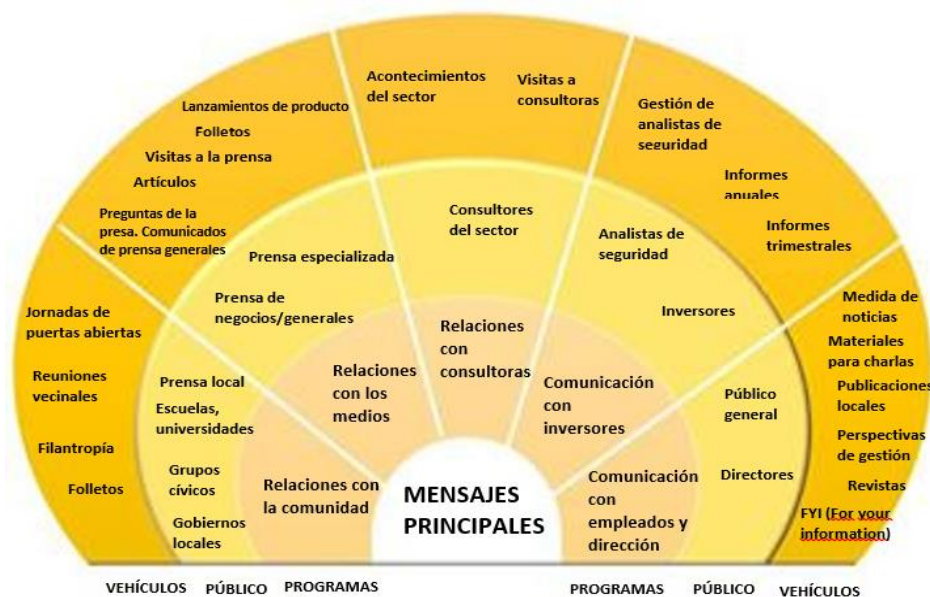 Acontecimientos
del sector
Visitas a
consultoras
Lanzamientos de producto
Folletos
Visitas a la prensa
Artículos
Preguntas de la
presa. Comunicados
de prensa generales
Gestión de
analistas de
seguridad
Informes
anuales
Informes
trimestrales
Consultores
del sector
Prensa especializada
Prensa de
negocios/generales
Analistas de
seguridad
Inversores
Jornadas de
puertas abiertas
Reuniones
vecinales
Filantropía
Folletos
Prensa local
Escuelas,
universidades
Grupos
cívicos
Gobiernos
locales
Relaciones con
la comunidad
Relaciones
con los
medios
Relaciones
con
consultoras
Comunicación
con
inversores
Comunicación
con
empleados y
dirección
MENSAJES
PRINCIPALES
Público
general
Directores
Medida de
noticias
Materiales
para charlas
Publicaciones
locales
Perspectivas
de gestión
Revistas
FYI (For your
information)
VEHÍCULOS PÚBLICO PROGRAMAS PROGRAMAS PÚBLICO VEHÍCULOS